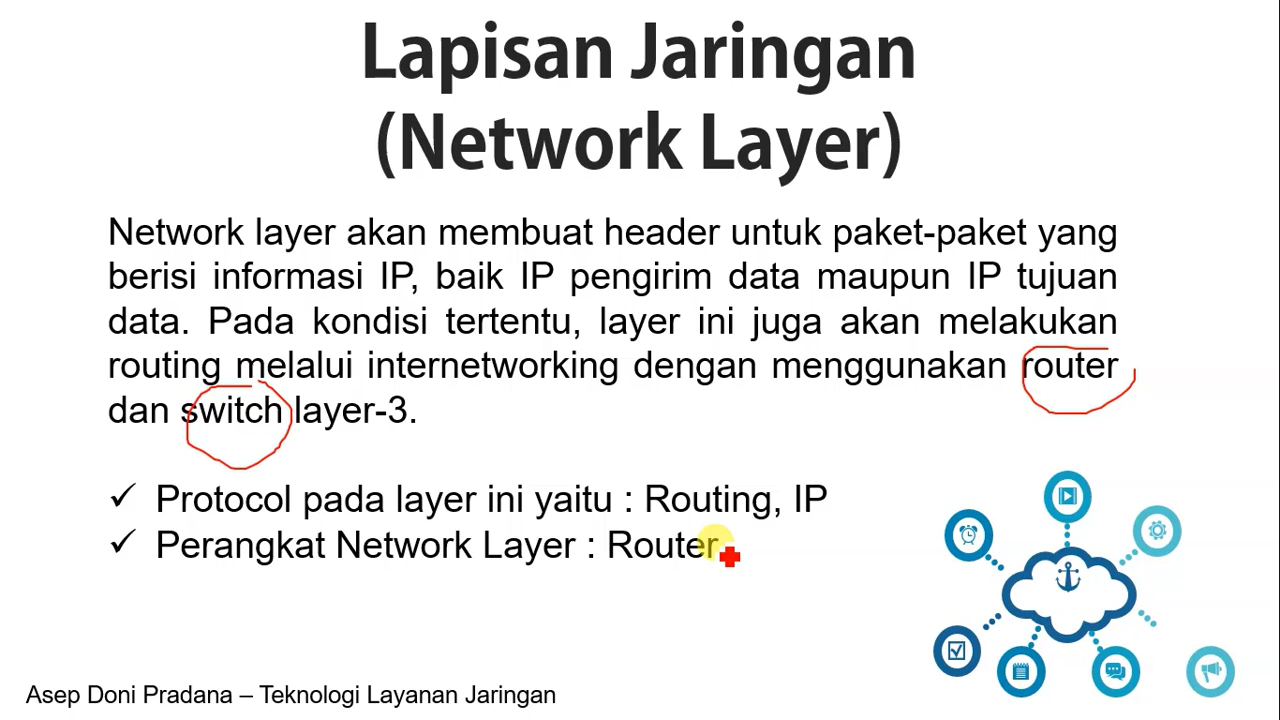 Lapisan Jaringan
(Network Layer)
Network layer akan membuat header untuk paket-paket yang
berisi informasi IP, baik IP pengirim data maupun IP tujuan
data. Pada kondisi tertentu, layer ini juga akan melakukan
routing melalui internetworking dengan menggunakan router
dan switch layer-3.
✓ Protocol pada layer ini yaitu : Routing, IP
✓ Perangkat Network Layer : Router
Asep Doni Pradana – Teknologi Layanan Jaringan